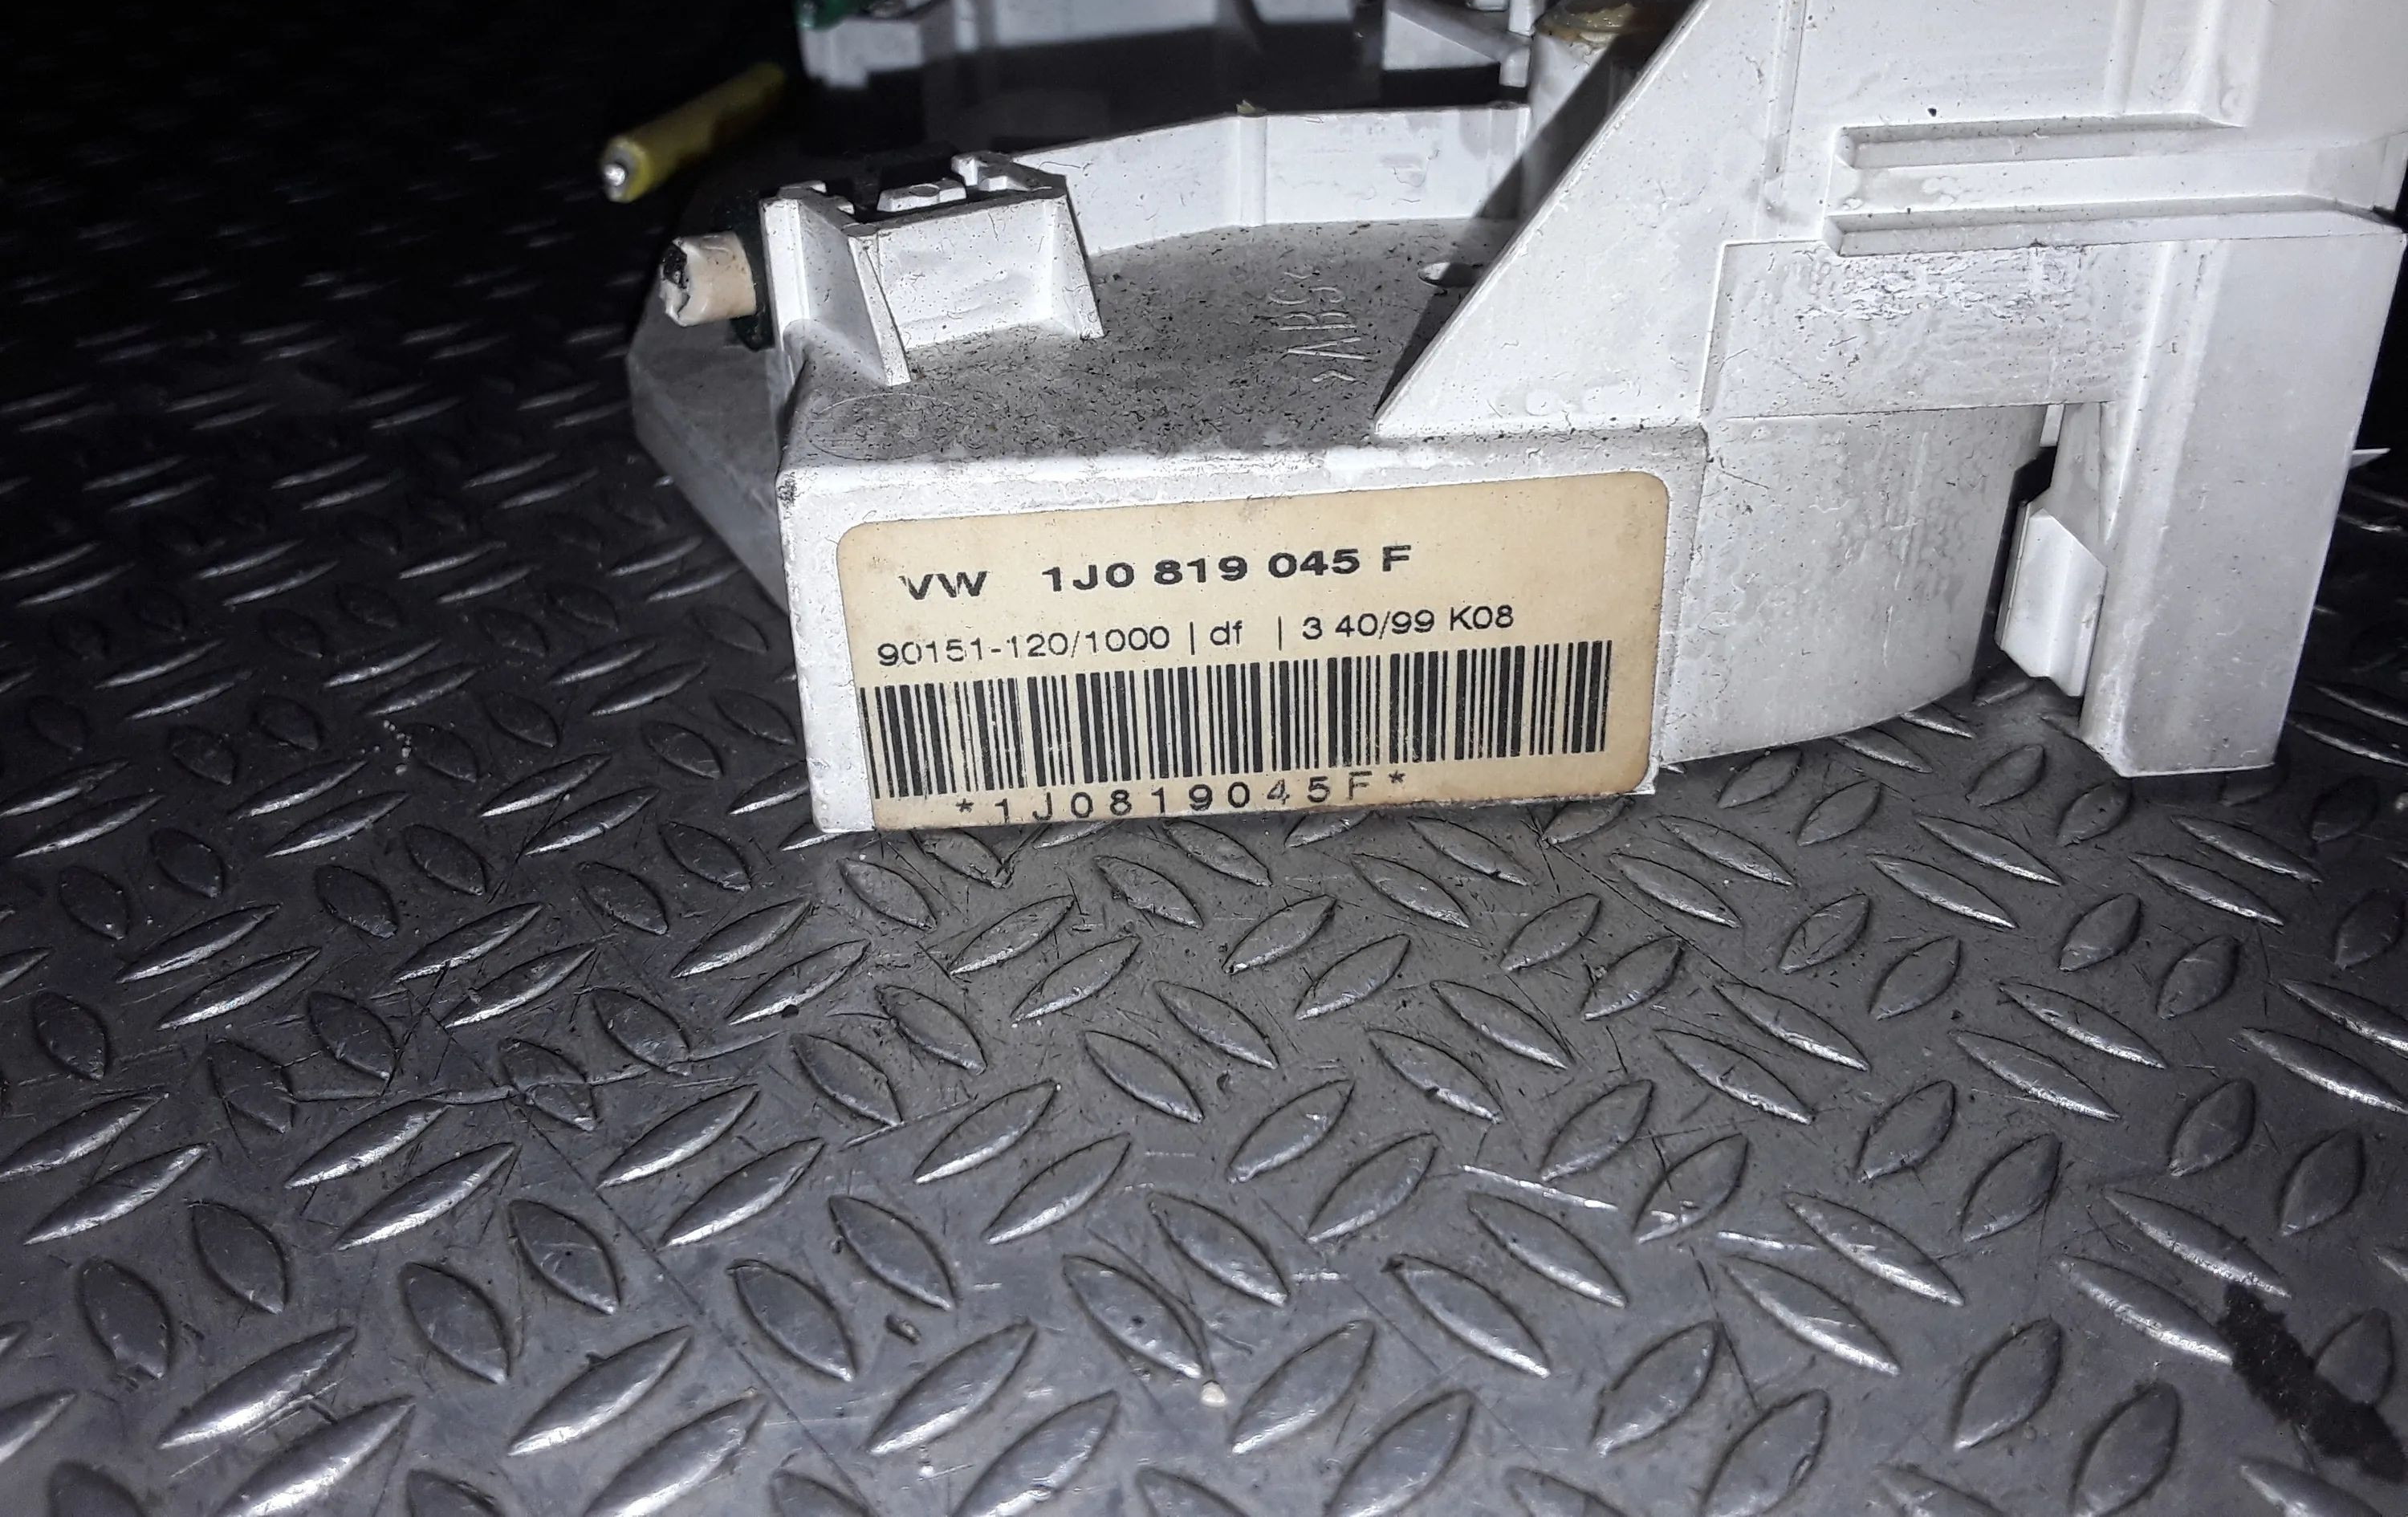 >ABS<
VW 1J0 819 045 F
90151-120/1000 | df | 3 40/99 K08
*1J0819045F*